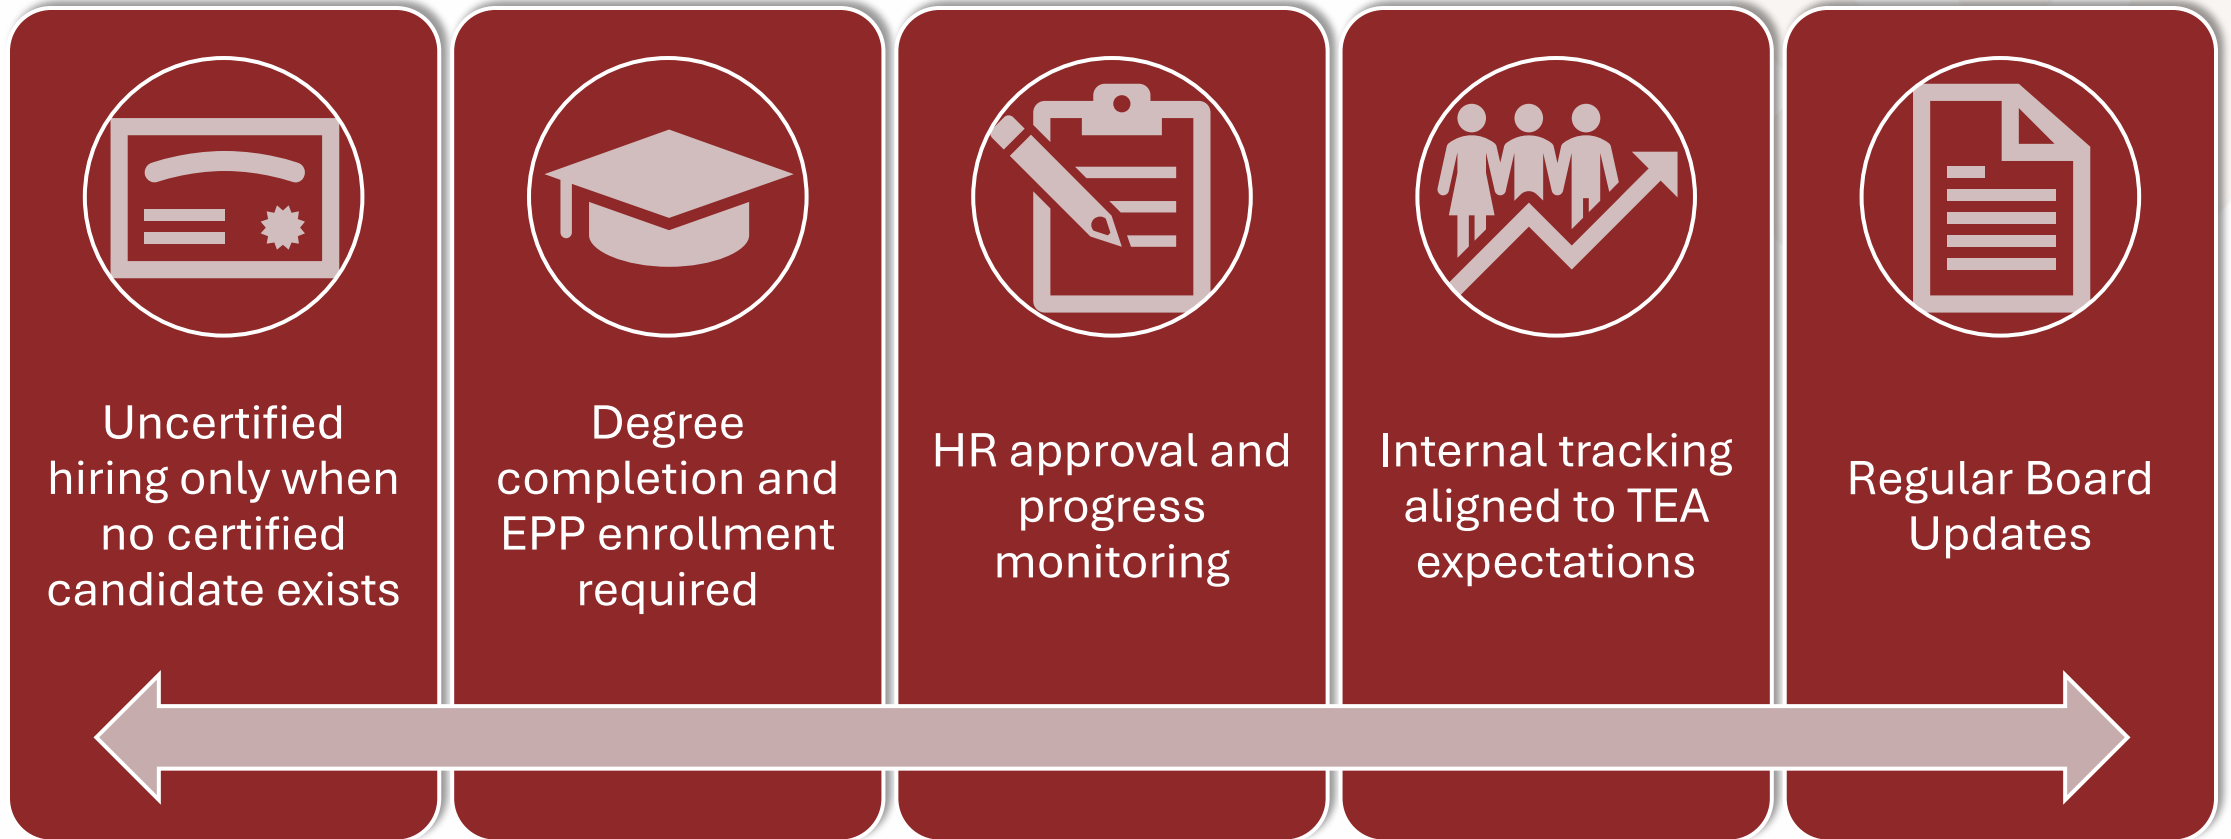 Uncertified
hiring only when
no certified
candidate exists
Degree
completion and
EPP enrollment
required
HR approval and
progress
monitoring
Internal tracking
aligned to TEA
expectations
Regular Board
Updates